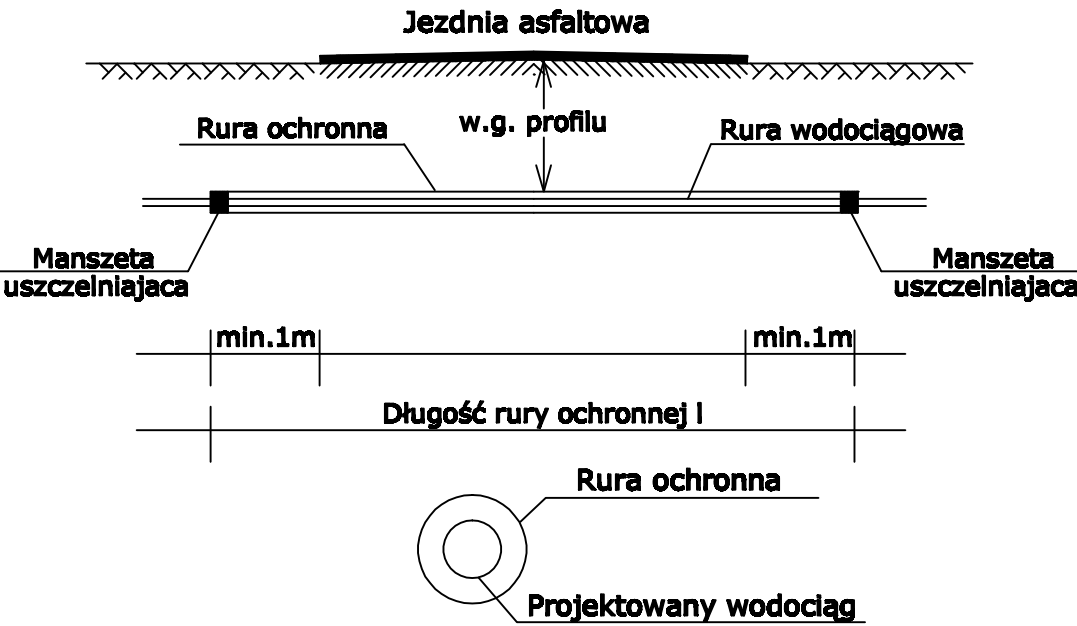 Jezdnia asfaltowa
w.g. profilu
Rura ochronna
Rura wodociągowa
Manszeta
uszczelniajaca
Manszeta
uszczelniajaca
min.1m
min.1m
Długość rury ochronnej l
Rura ochronna
Projektowany wodociąg